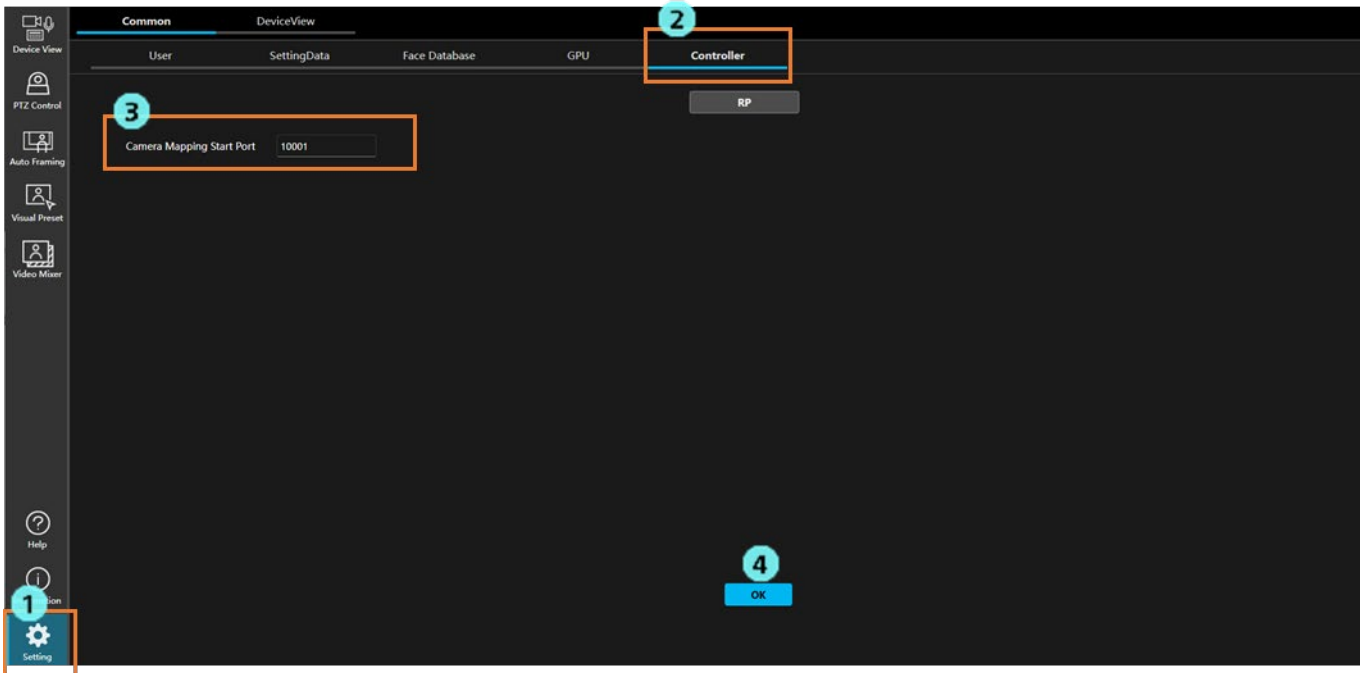 Common
DeviceView
2
Device View
User
SettingData
Face Database
GPU
Controller
PTZ Control
RP
3
Camera Mapping Start Port
10001
Auto Framing
Visual Preset
Video Mixer
?
Help
4
OK
1
Setting